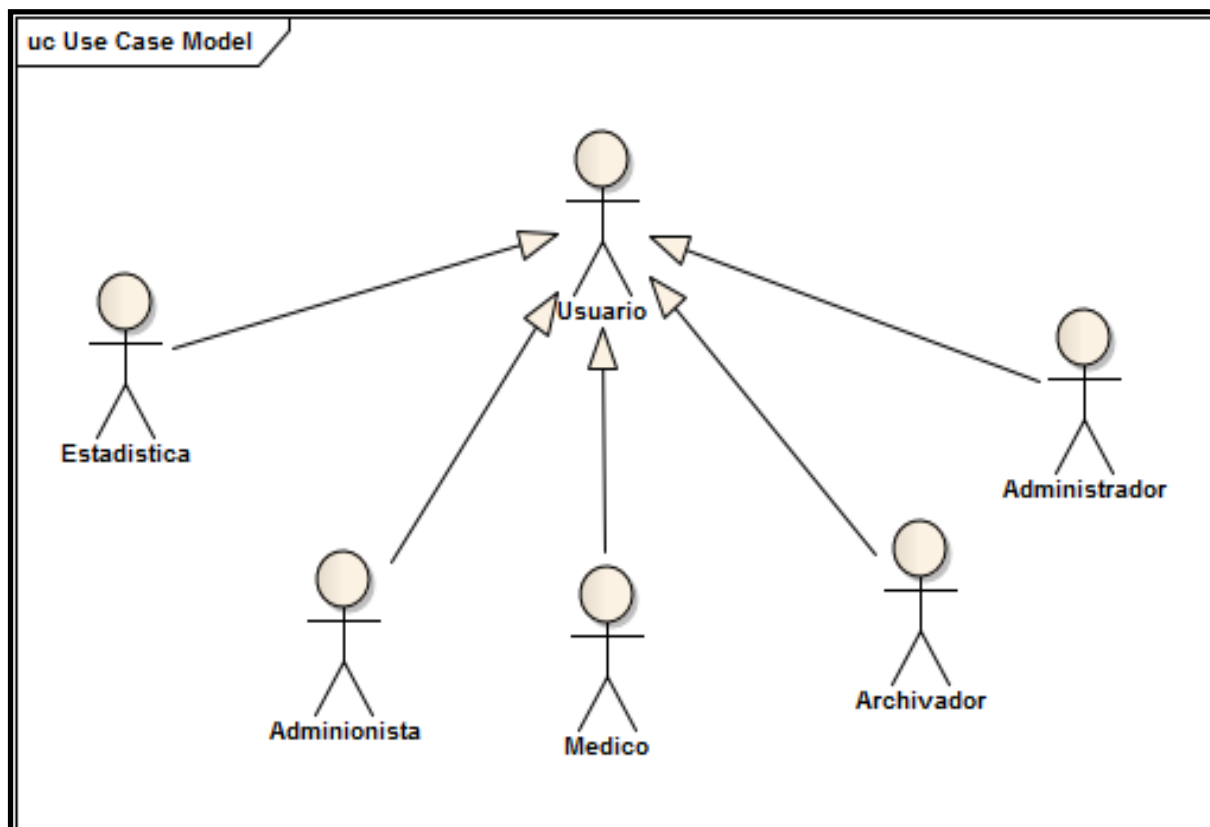 uc Use Case Model
Usuario
Estadistica
Administrador
Adminionista
Medico
Archivador